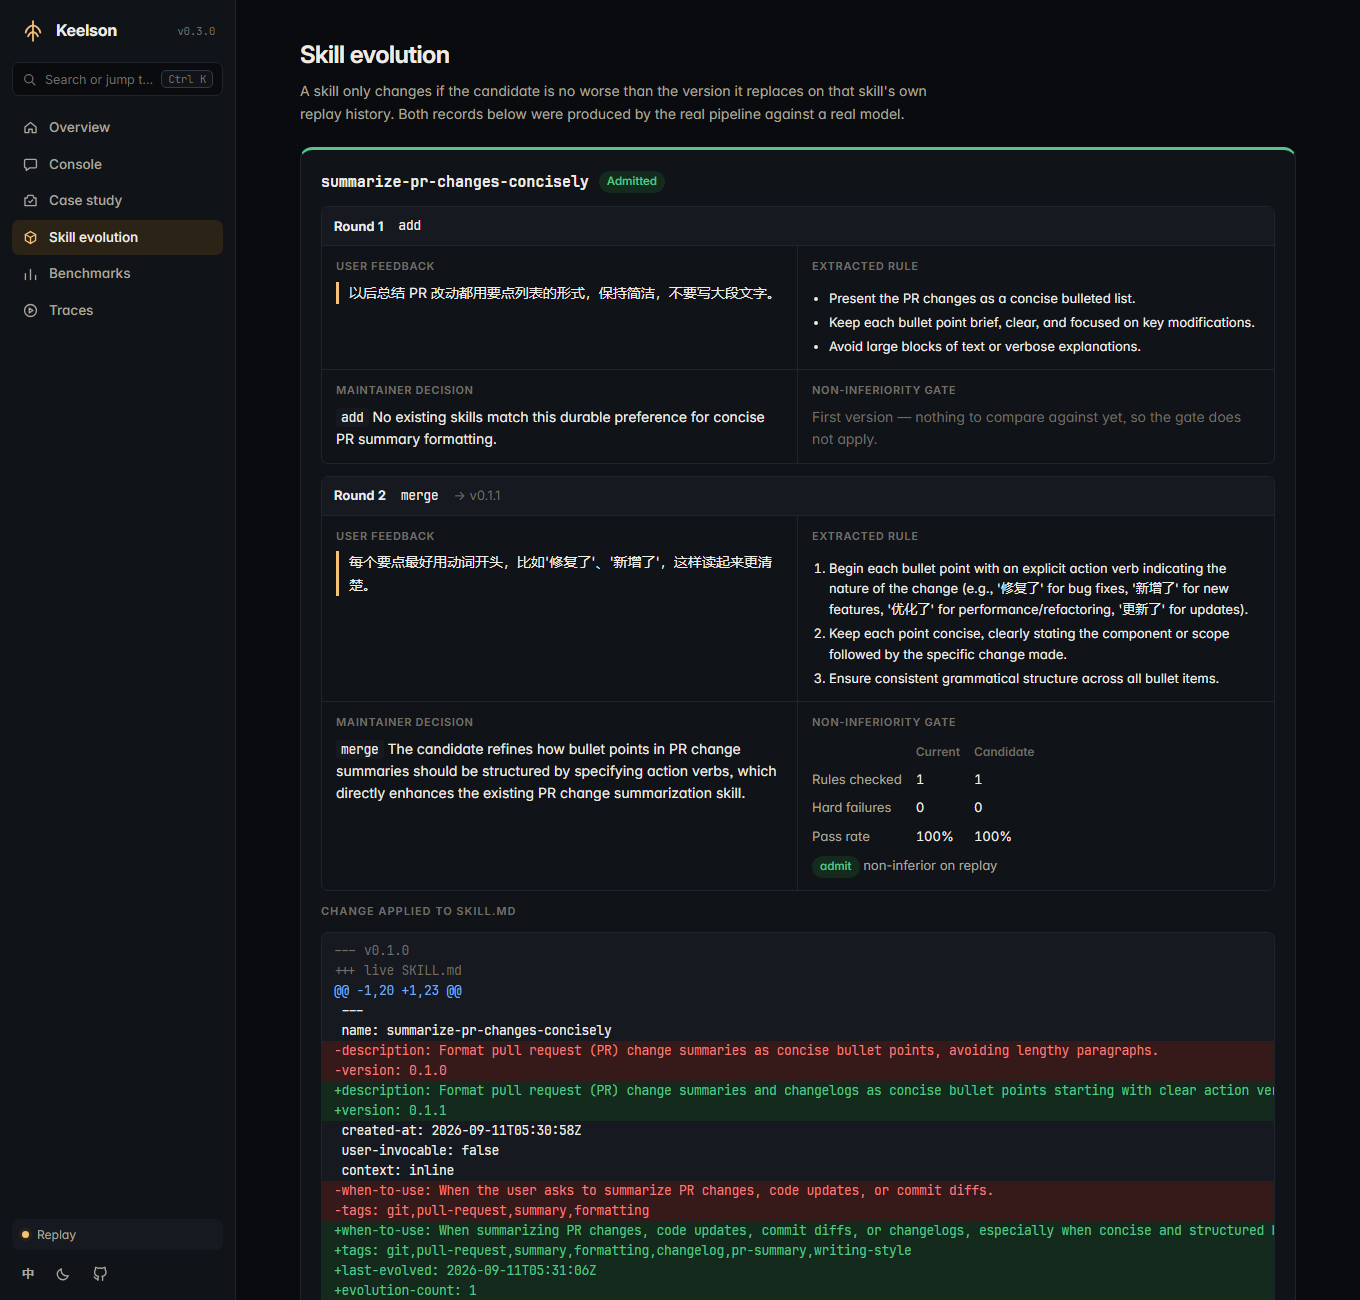 Keelson
v0.3.0
Search or jump t...
Ctrl K
Overview
Console
Case study
Skill evolution
Benchmarks
Traces
Replay
中
Skill evolution
A skill only changes if the candidate is no worse than the version it replaces on that skill's own
replay history. Both records below were produced by the real pipeline against a real model.
summarize-pr-changes-concisely Admitted
Round 1 add
USER FEEDBACK
以后总结 PR 改动都用要点列表的形式，保持简洁，不要写大段文字。
EXTRACTED RULE
• Present the PR changes as a concise bulleted list.
• Keep each bullet point brief, clear, and focused on key modifications.
• Avoid large blocks of text or verbose explanations.
MAINTAINER DECISION
add No existing skills match this durable preference for concise
PR summary formatting.
NON-INFERIORITY GATE
First version — nothing to compare against yet, so the gate does
not apply.
Round 2 merge → v0.1.1
USER FEEDBACK
每个要点最好用动词开头，比如'修复了'、'新增了'，这样读起来更清
楚。
EXTRACTED RULE
1. Begin each bullet point with an explicit action verb indicating the
nature of the change (e.g., '修复了' for bug fixes, '新增了' for new
features, '优化了' for performance/refactoring, '更新了' for updates).
2. Keep each point concise, clearly stating the component or scope
followed by the specific change made.
3. Ensure consistent grammatical structure across all bullet items.
MAINTAINER DECISION
merge The candidate refines how bullet points in PR change
summaries should be structured by specifying action verbs, which
directly enhances the existing PR change summarization skill.
NON-INFERIORITY GATE
Current Candidate
Rules checked 1 1
Hard failures 0 0
Pass rate 100% 100%
admit non-inferior on replay
CHANGE APPLIED TO SKILL.MD
--- v0.1.0
+++ live SKILL.md
@@ -1,20 +1,23 @@
---
name: summarize-pr-changes-concisely
-description: Format pull request (PR) change summaries as concise bullet points, avoiding lengthy paragraphs.
-version: 0.1.0
+description: Format pull request (PR) change summaries and changelogs as concise bullet points starting with clear action
+version: 0.1.1
created-at: 2026-09-11T05:30:58Z
user-invocable: false
context: inline
-when-to-use: When the user asks to summarize PR changes, code updates, or commit diffs.
-tags: git,pull-request,summary,formatting
+when-to-use: When summarizing PR changes, code updates, commit diffs, or changelogs, especially when concise and structured
+tags: git,pull-request,summary,formatting,changelog,pr-summary,writing-style
+last-evolved: 2026-09-11T05:31:06Z
+evolution-count: 1